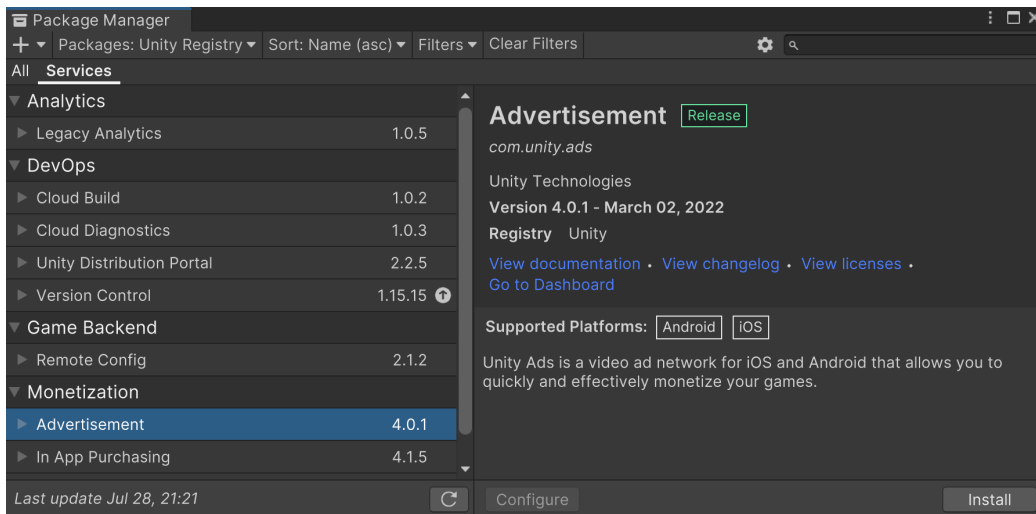 Package Manager
Packages: Unity Registry Sort: Name (asc) Filters Clear Filters
All Services
Analytics
Legacy Analytics 1.0.5
DevOps
Cloud Build 1.0.2
Cloud Diagnostics 1.0.3
Unity Distribution Portal 2.2.5
Version Control 1.15.15
Game Backend
Remote Config 2.1.2
Monetization
Advertisement 4.0.1
In App Purchasing 4.1.5
Last update Jul 28, 21:21
Advertisement Release
com.unity.ads
Unity Technologies
Version 4.0.1 - March 02, 2022
Registry Unity
View documentation • View changelog • View licenses •
Go to Dashboard
Supported Platforms: Android iOS
Unity Ads is a video ad network for iOS and Android that allows you to
quickly and effectively monetize your games.
Configure Install